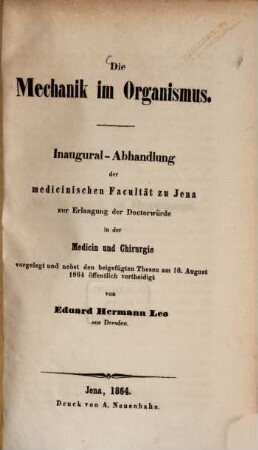 Die
Mechanik im Organismus.
Inaugural-Abhandlung
der
medicinischen Facultät zu Jena
zur Erlangung der Doctorwürde
in der
Medicin und Chirurgie
vorgelegt und nebst den beigefügten Thesen am 10. August
1864 öffentlich vertheidigt
von
Eduard Hermann Leo
aus Dresden.
Jena, 1864.
Druck von A. Neuenhahn.